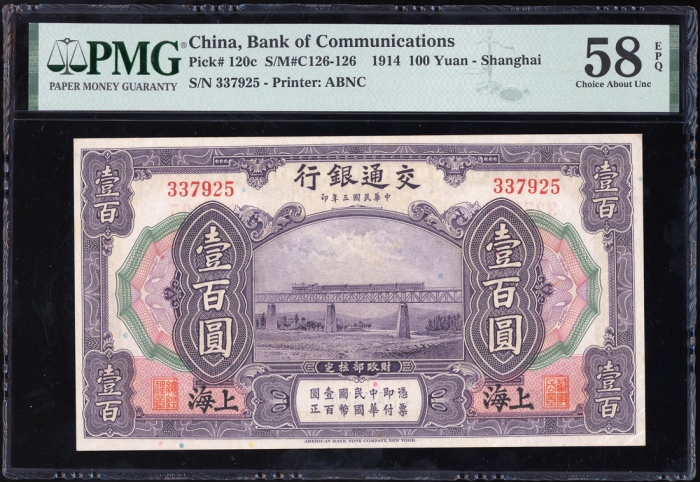 PMG
PAPER MONEY GUARANTY
China, Bank of Communications
Pick# 120c S/M#C126-126 1914 100 Yuan - Shanghai
S/N 337925 - Printer: ABNC
58 EPQ
Choice About Unc
交通銀行
中華民國三年印
壹百
壹百
337925
337925
壹百圓
壹百圓
財政部核定
憑票即付中華民國國幣壹百圓正
上海
上海
壹百
壹百
AMERICAN BANK NOTE COMPANY, NEW YORK.